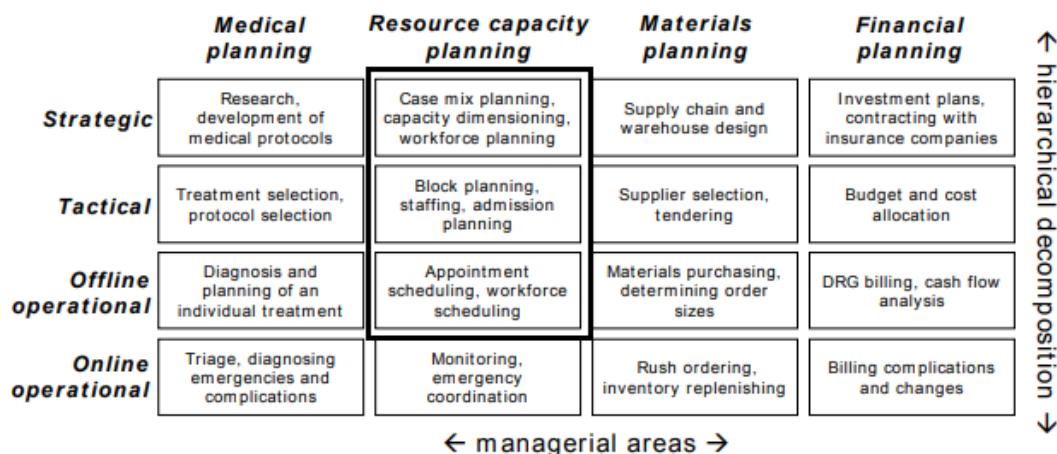 Medical planning
Resource capacity planning
Materials planning
Financial planning
Strategic
Research,
development of
medical protocols
Case mix planning,
capacity dimensioning,
workforce planning
Supply chain and
warehouse design
Investment plans,
contracting with
insurance companies
Tactical
Treatment selection,
protocol selection
Block planning,
staffing, admission
planning
Supplier selection,
tendering
Budget and cost
allocation
Offline
operational
Diagnosis and
planning of an
individual treatment
Appointment
scheduling, workforce
scheduling
Materials purchasing,
determining order
sizes
DRG billing, cash flow
analysis
Online
operational
Triage, diagnosing
emergencies and
complications
Monitoring,
emergency
coordination
Rush ordering,
inventory replenishing
Billing complications
and changes
← managerial areas →
← hierarchical decomposition →